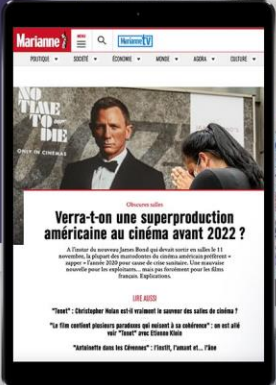 Marianne
MENU
Marianne TV
POLITIQUE
SOCIÉTÉ
ÉCONOMIE
MONDE
AGORA
CULTURE
NO
TIME
TO
DIE
ONLY IN CINEMAS
Obscures salles
Verra-t-on une superproduction
américaine au cinéma avant 2022 ?
À l'instar du nouveau James Bond qui devait sortir en salles le 11
novembre, la plupart des mastodontes du cinéma américain préfèrent «
zapper » l'année 2020 pour cause de crise sanitaire. Une mauvaise
nouvelle pour les exploitants... mais pas forcément pour les films
français. Explications.
LIRE AUSSI
"Tenet" : Christopher Nolan est-il vraiment le sauveur des salles de cinéma ?
"Le film contient plusieurs paradoxes qui nuisent à sa cohérence" : on est allé
voir "Tenet" avec Etienne Klein
"Antoinette dans les Cévennes" : l'inutil, l'amant et... l'âne